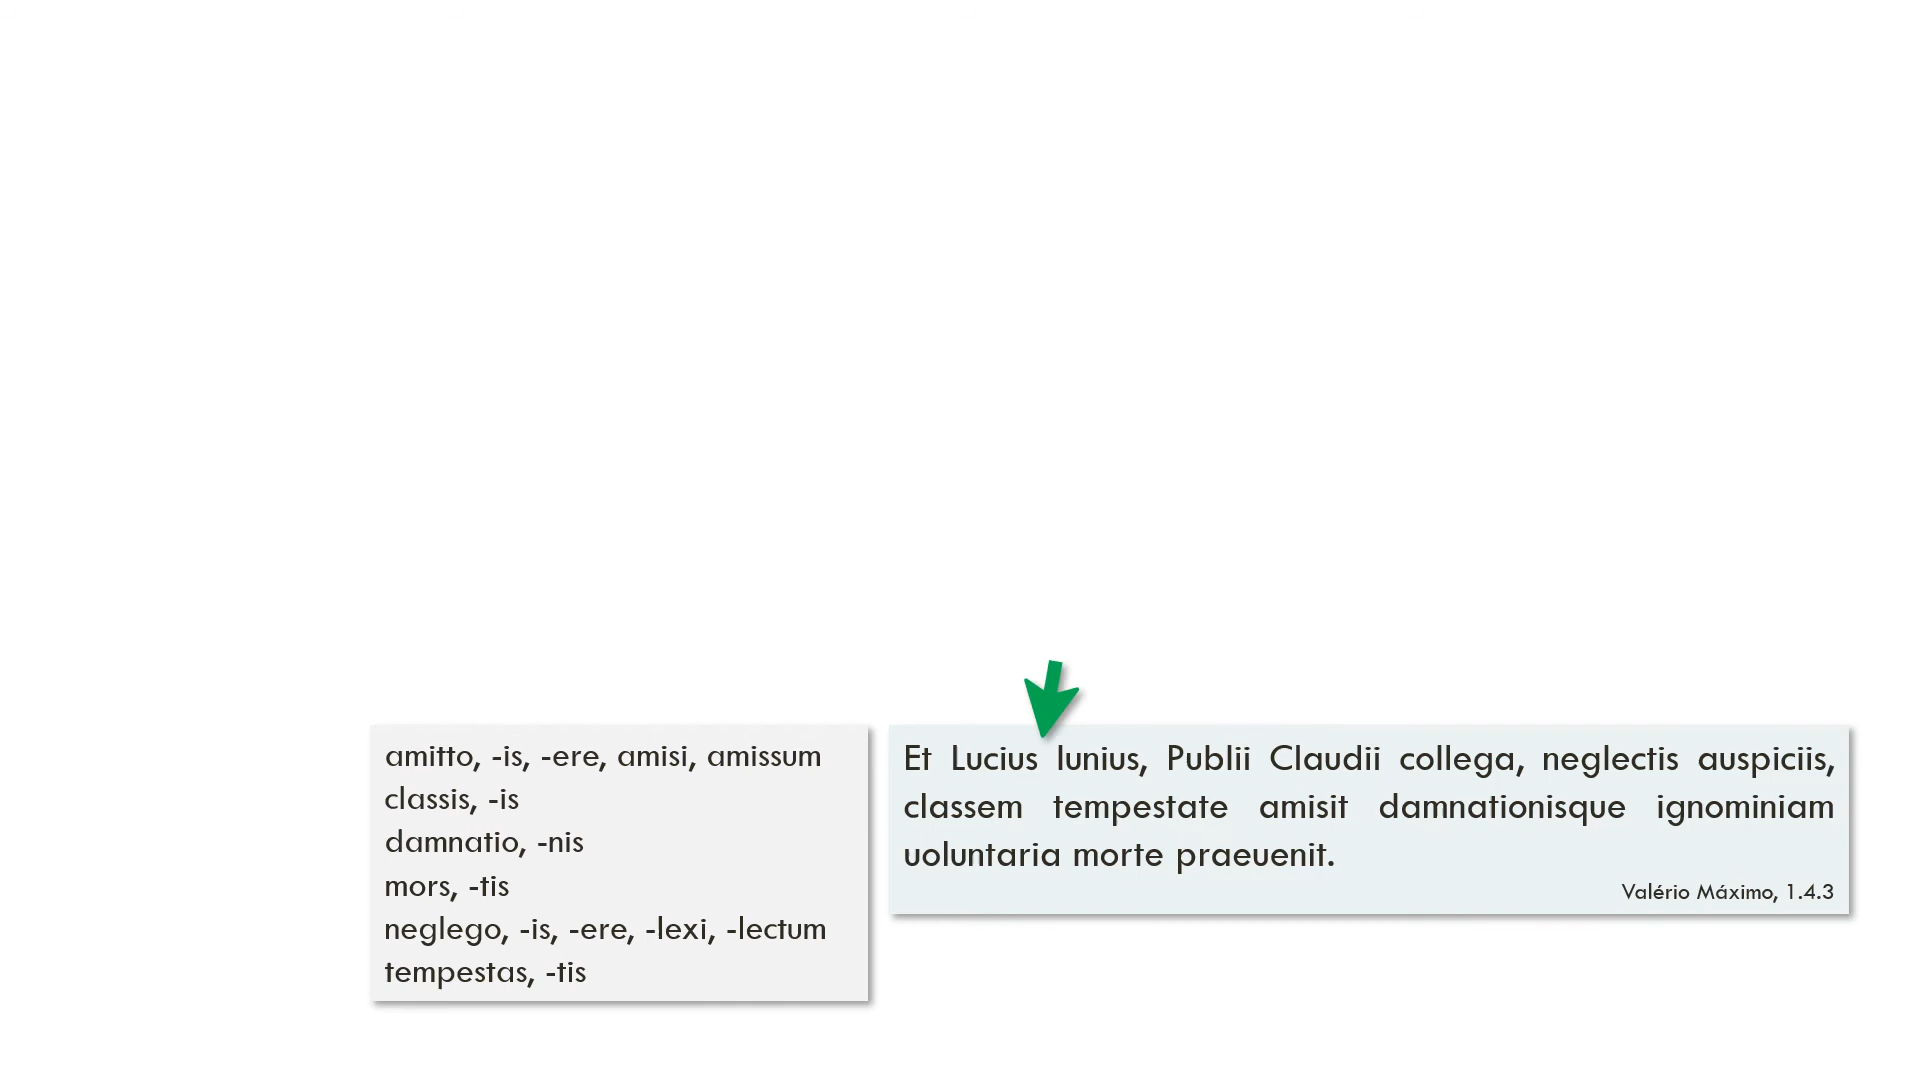 amitto, -is, -ere, amisi, amissum
classis, -is
damnatio, -nis
mors, -tis
neglego, -is, -ere, -lexi, -lectum
tempestas, -tis
Et Lucius Iunius, Publii Claudii collega, neglectis auspiciis,
classem tempestate amisit damnationisque ignominiam
uoluntaria morte praeuenit.
Valério Máximo, 1.4.3